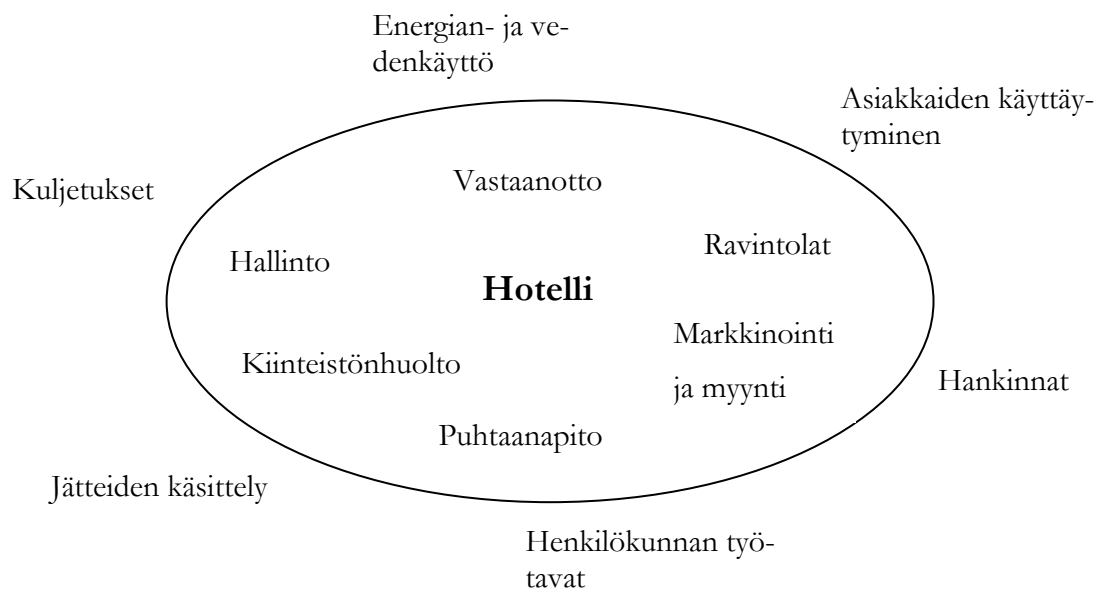 Energian- ja ve-
denkäyttö
Asiakkaiden käyttäy-
tyminen
Kuljetukset
Vastaanotto
Ravintolat
Hallinto
Hotelli
Markkinointi
ja myynti
Kiinteistönhuolto
Hankinnat
Puhtaanapito
Jätteiden käsittely
Henkilökunnan työ-
tavat